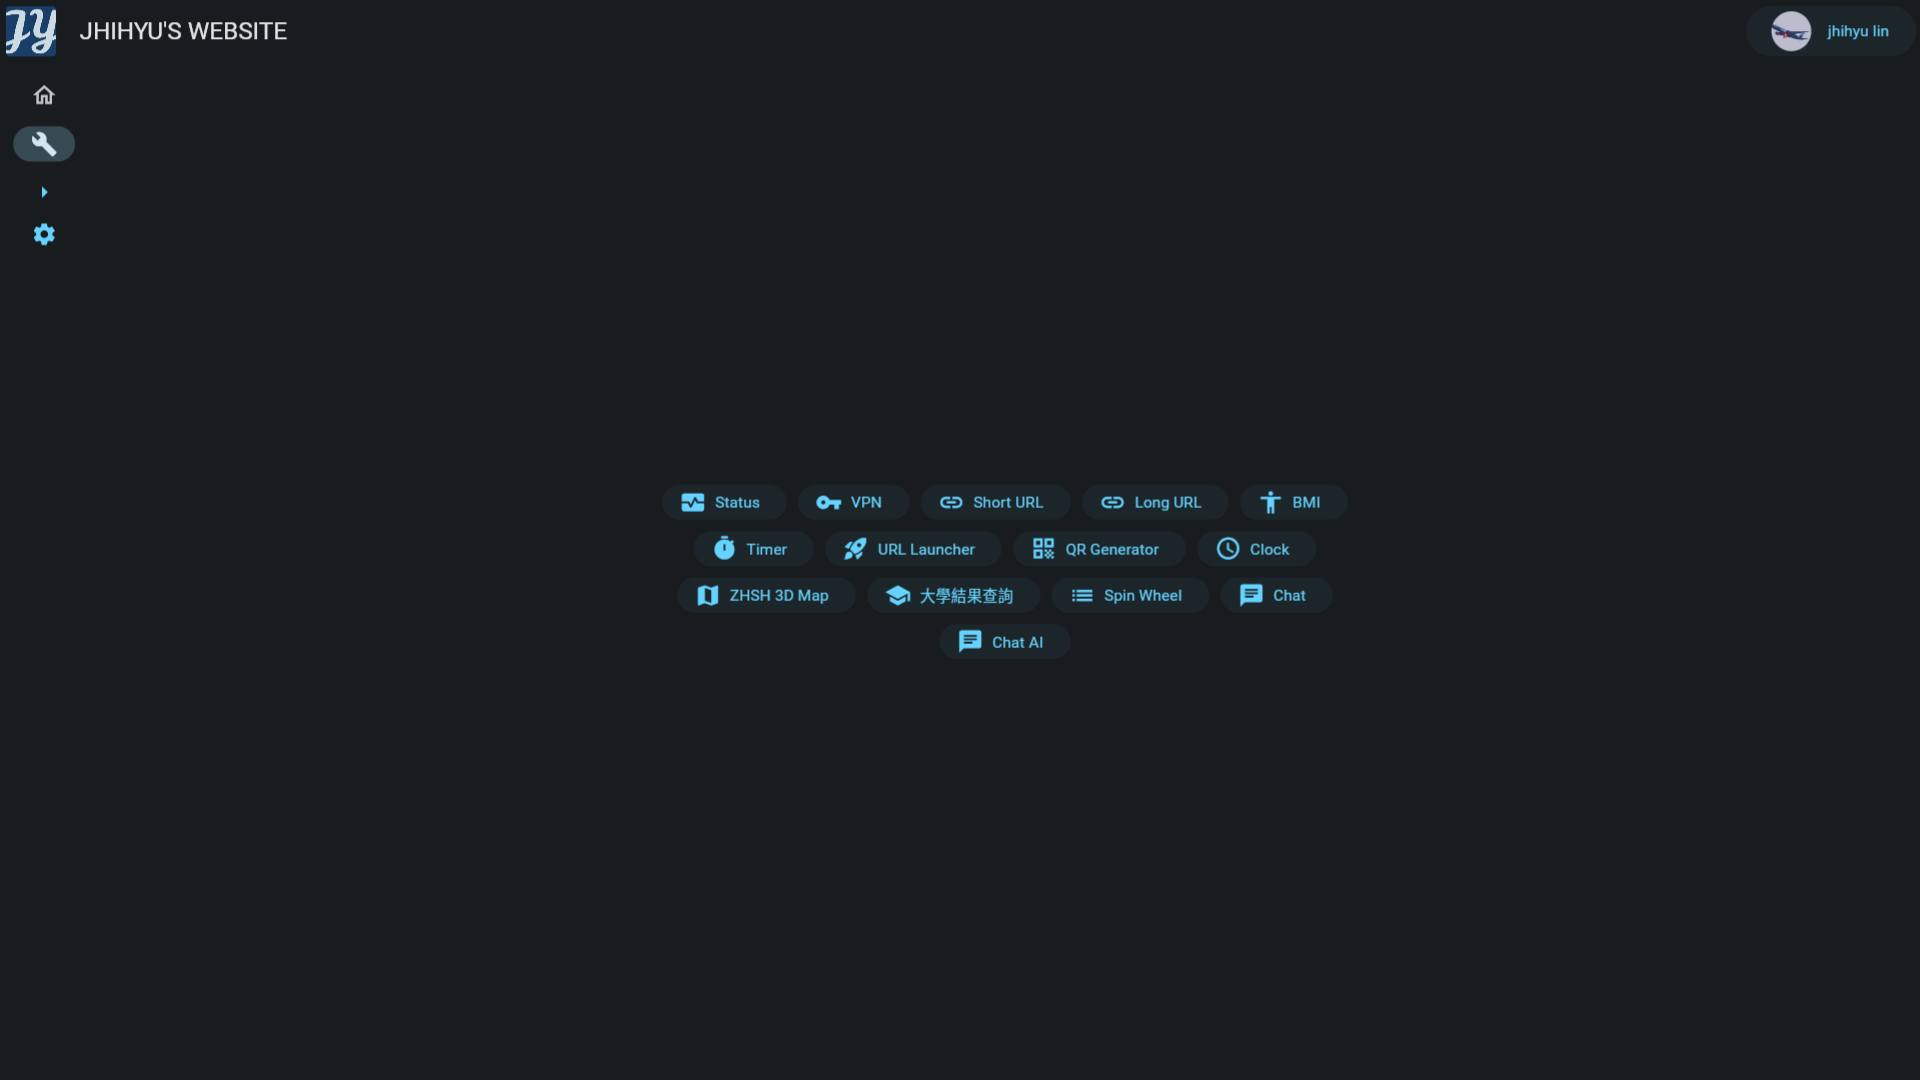 JY JHIHYU'S WEBSITE jhihyu lin
Status VPN Short URL Long URL BMI
Timer URL Launcher QR Generator Clock
ZHSH 3D Map 大學結果查詢 Spin Wheel Chat
Chat AI